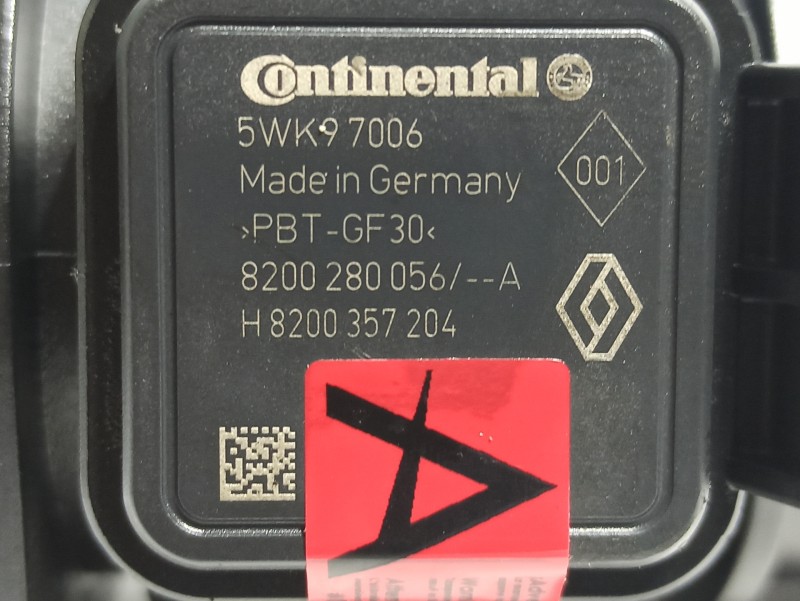 Continental
5WK9 7006
Made in Germany
001
>PBT-GF30<
8200 280 056/--A
H 8200 357 204
A